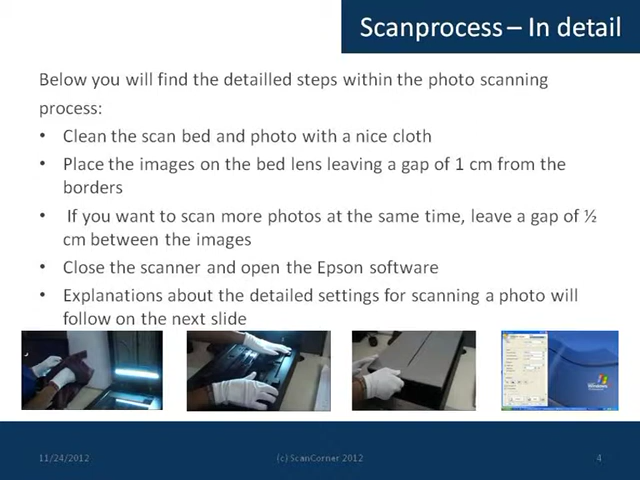 Scanprocess – In detail
Below you will find the detailled steps within the photo scanning
process:
• Clean the scan bed and photo with a nice cloth
• Place the images on the bed lens leaving a gap of 1 cm from the
borders
• If you want to scan more photos at the same time, leave a gap of ½
cm between the images
• Close the scanner and open the Epson software
• Explanations about the detailed settings for scanning a photo will
follow on the next slide
11/24/2012
(c) ScanCorner 2012
4